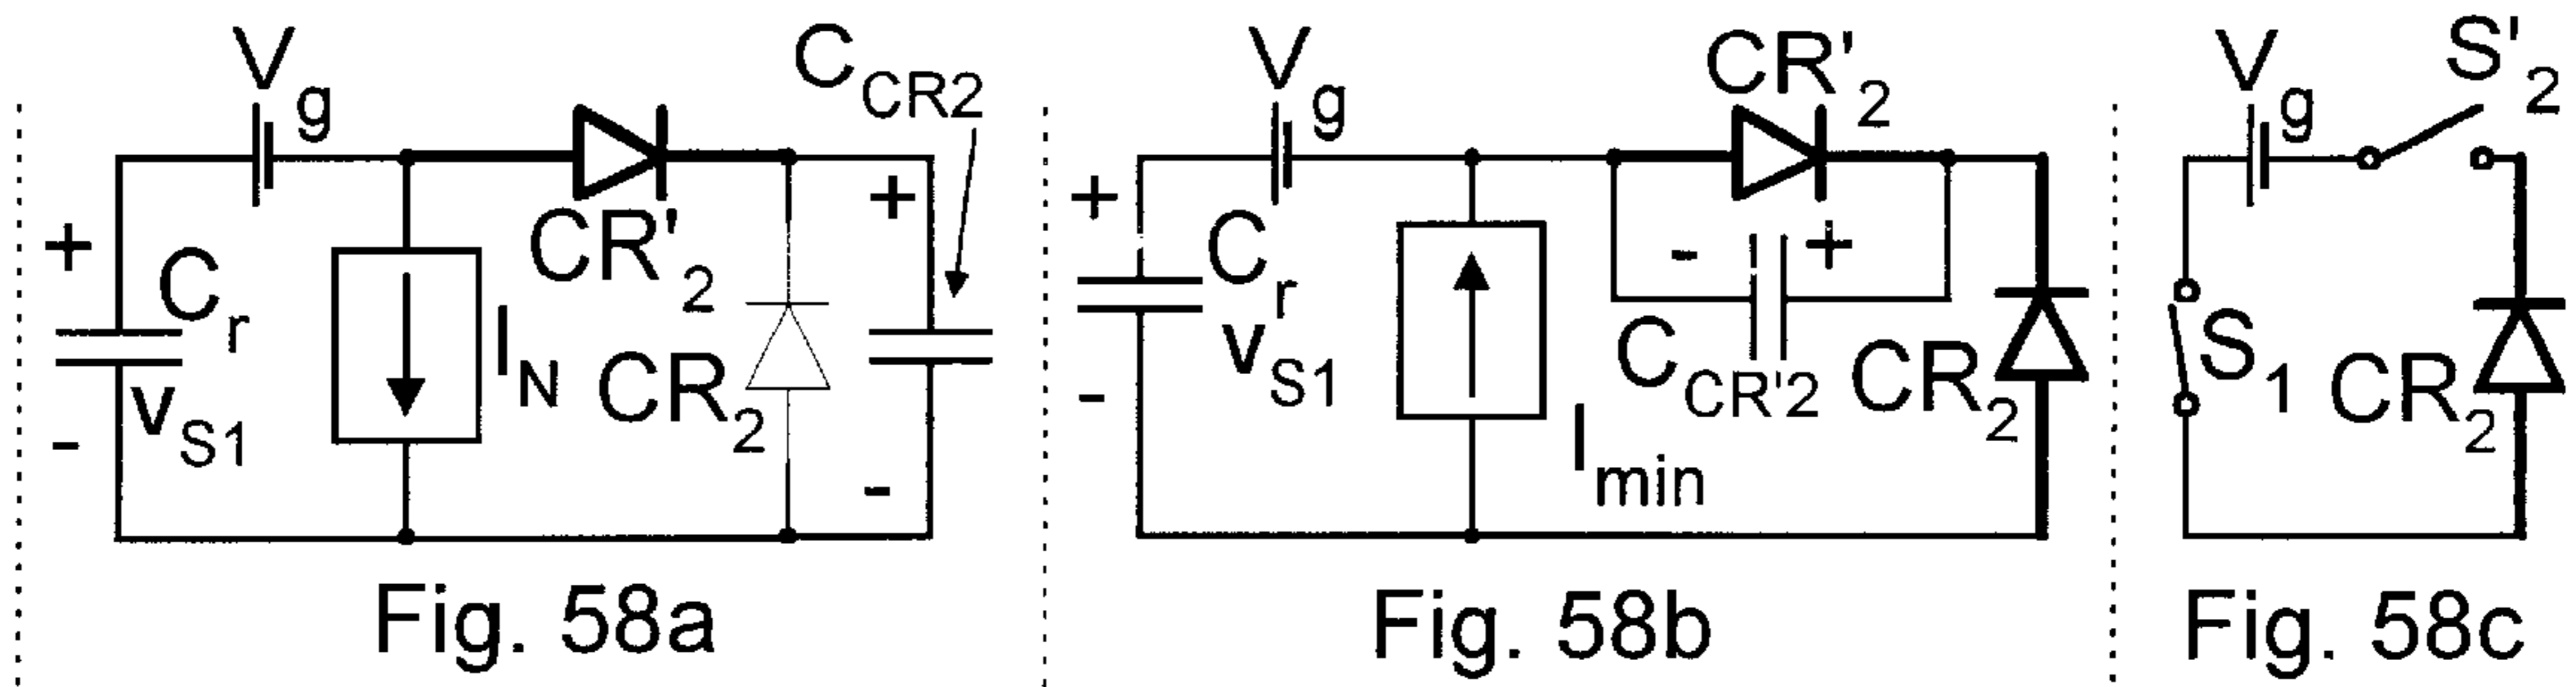 Vg
CCR2
+
Cr
vS1
-
IN
CR'2
CR2
+
-
Fig. 58a
Vg
CR'2
+
Cr
vS1
-
Imin
-
+
CCR'2
CR2
Fig. 58b
Vg
S'2
S1
CR2
Fig. 58c